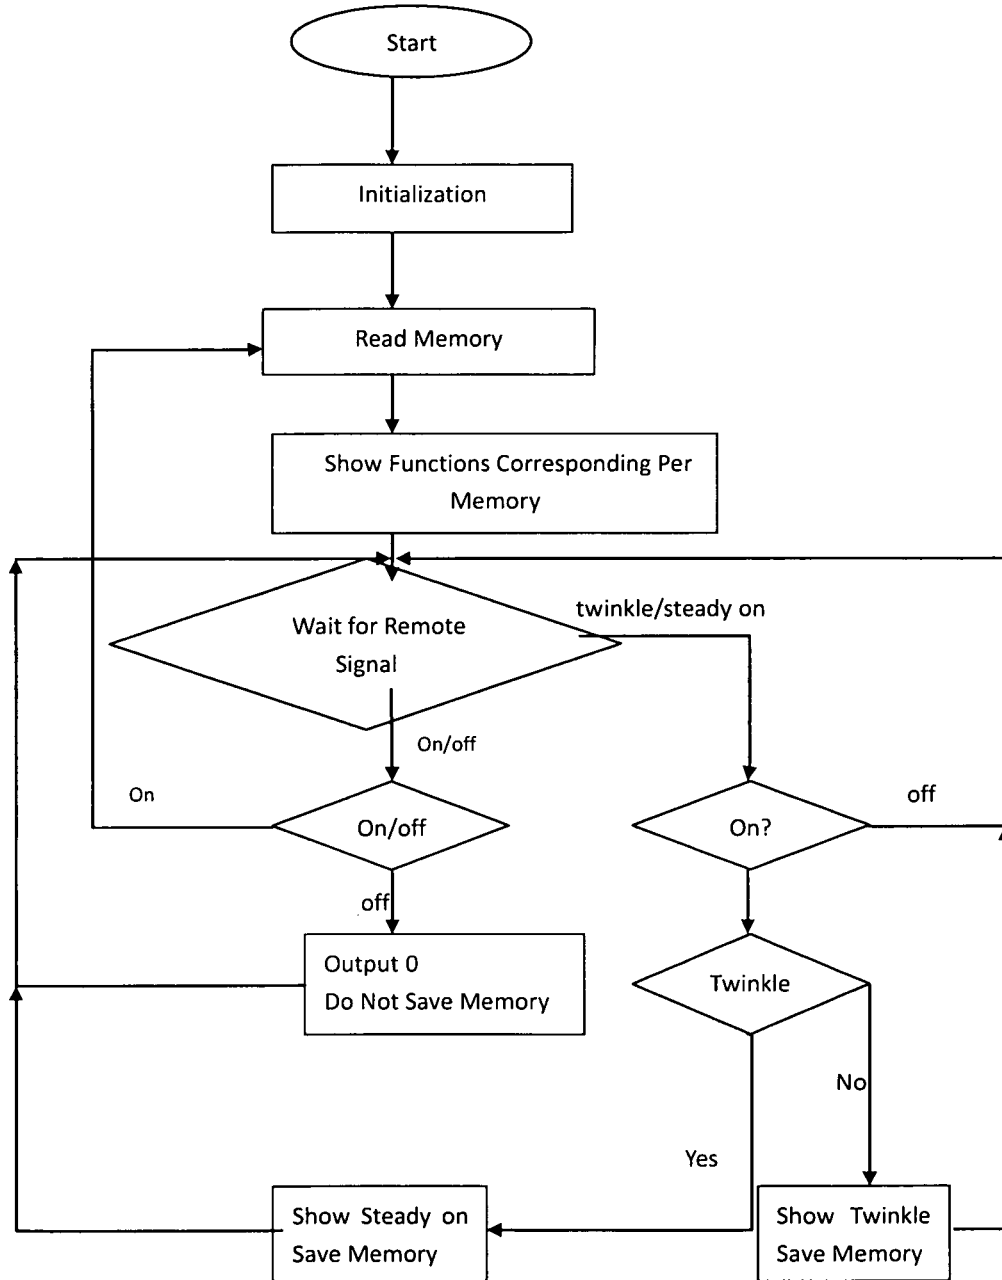 Start
Initialization
Read Memory
Show Functions Corresponding Per
Memory
twinkle/steady on
Wait for Remote
Signal
On/off
On
off
On/off
On?
off
Output 0
Do Not Save Memory
Twinkle
No
Yes
Show Steady on
Save Memory
Show Twinkle
Save Memory